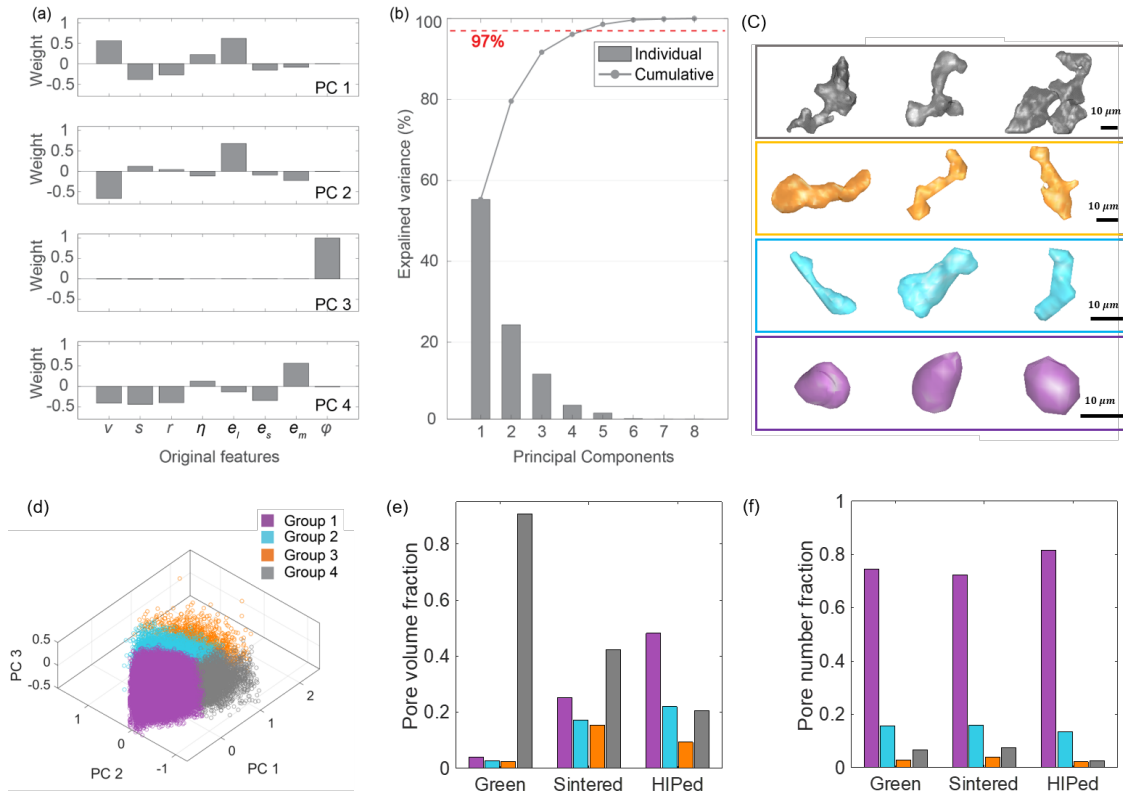 (a)
1
0.5
0
-0.5
Weight
PC 1
1
0.5
0
-0.5
Weight
PC 2
1
0.5
0
-0.5
Weight
PC 3
1
0.5
0
-0.5
Weight
PC 4
v s r η e_l e_s e_m φ
Original features
(b)
100
80
60
40
20
0
Expalined variance (%)
97%
Individual
Cumulative
1 2 3 4 5 6 7 8
Principal Components
(C)
10 μm
10 μm
10 μm
10 μm
(d)
Group 1
Group 2
Group 3
Group 4
0.5
0
-0.5
PC 3
1
0
-1
PC 2
0
1
2
PC 1
(e)
0.8
0.6
0.4
0.2
0
Pore volume fraction
Green Sintered HIPed
(f)
1
0.8
0.6
0.4
0.2
0
Pore number fraction
Green Sintered HIPed